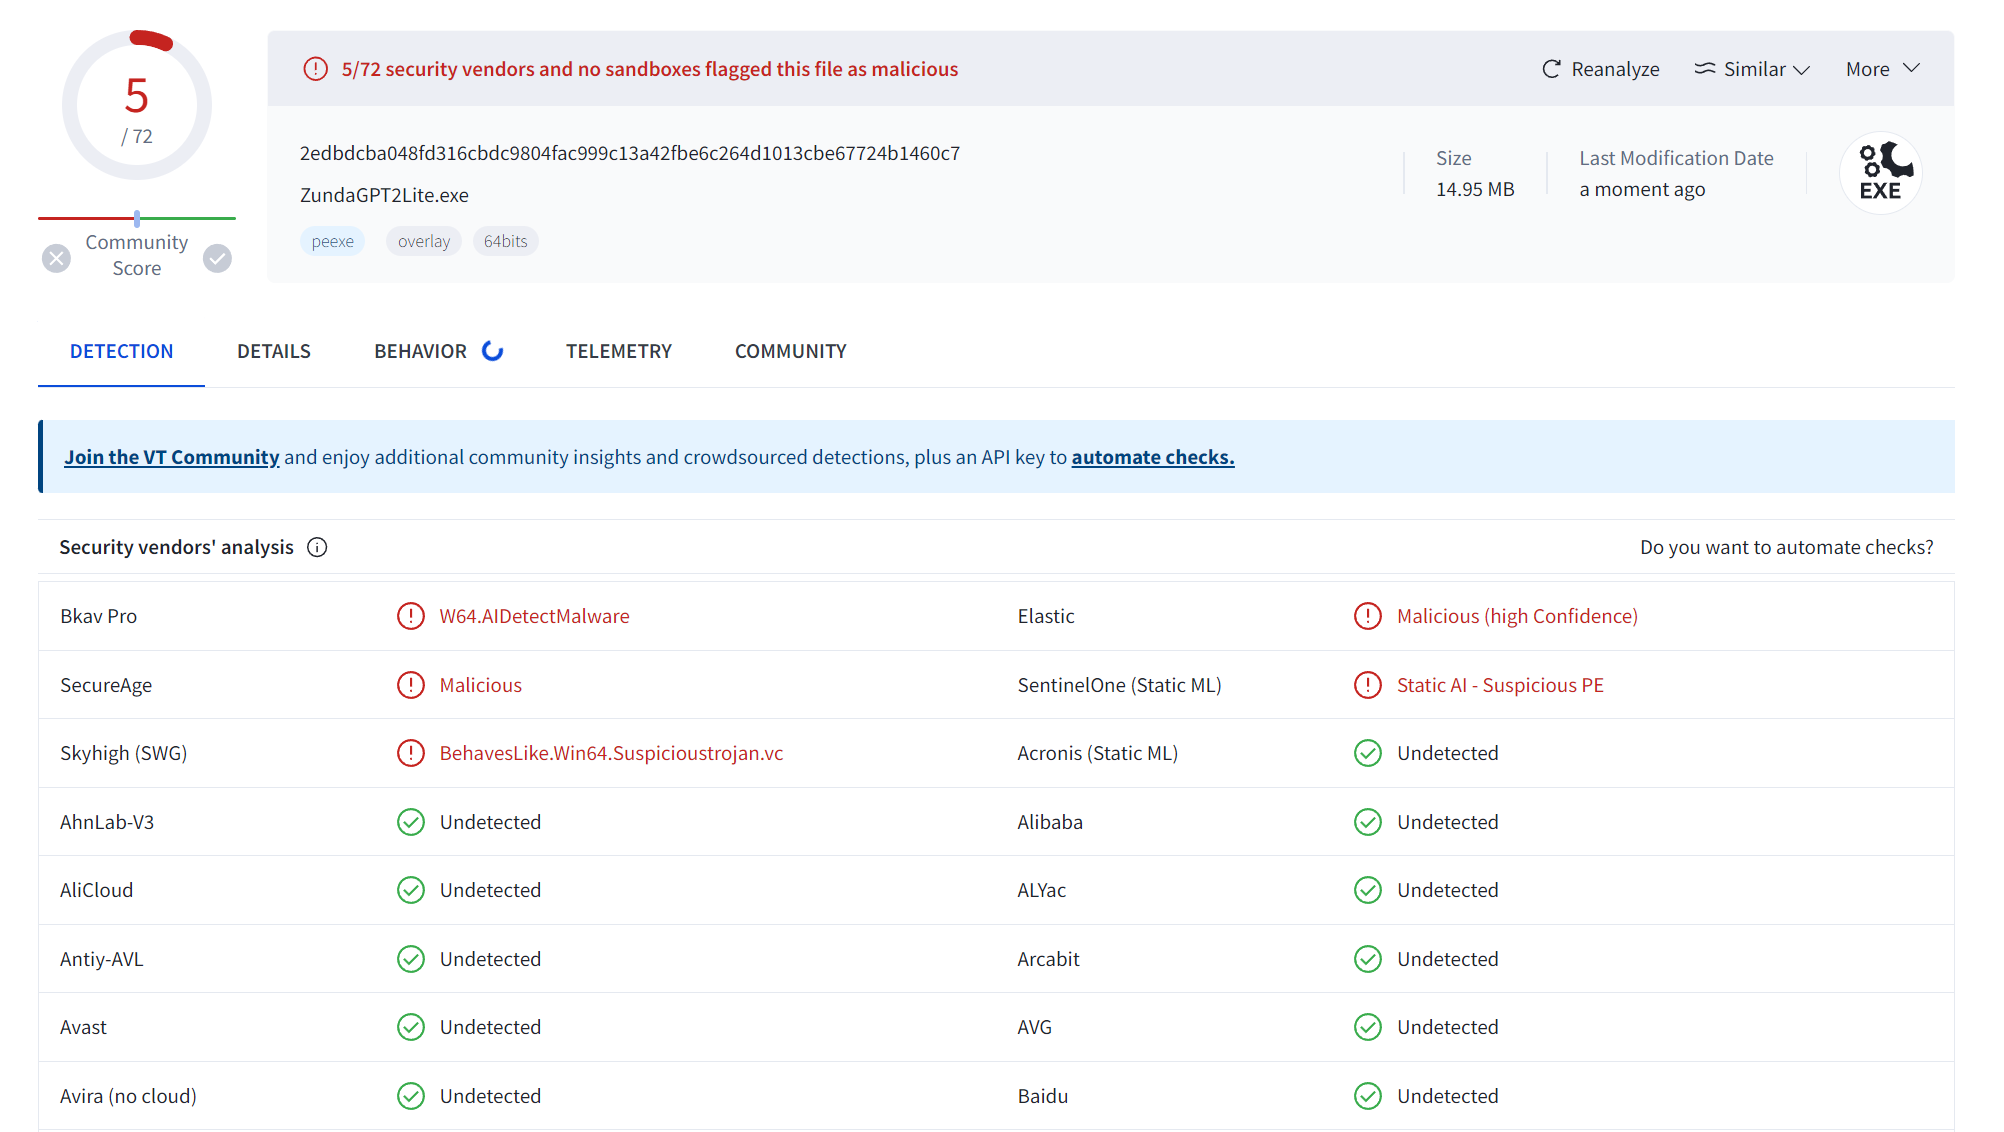 5
/ 72
Community
Score
5/72 security vendors and no sandboxes flagged this file as malicious
Reanalyze
Similar
More
2edbdcba048fd316cbdc9804fac999c13a42fbe6c264d1013cbe67724b1460c7
ZundaGPT2Lite.exe
peexe
overlay
64bits
Size
14.95 MB
Last Modification Date
a moment ago
EXE
DETECTION
DETAILS
BEHAVIOR
TELEMETRY
COMMUNITY
Join the VT Community and enjoy additional community insights and crowdsourced detections, plus an API key to automate checks.
Security vendors' analysis
Do you want to automate checks?
Bkav Pro
W64.AIDetectMalware
Elastic
Malicious (high Confidence)
SecureAge
Malicious
SentinelOne (Static ML)
Static AI - Suspicious PE
Skyhigh (SWG)
BehavesLike.Win64.Suspicioustrojan.vc
Acronis (Static ML)
Undetected
AhnLab-V3
Undetected
Alibaba
Undetected
AliCloud
Undetected
ALYac
Undetected
Antiy-AVL
Undetected
Arcabit
Undetected
Avast
Undetected
AVG
Undetected
Avira (no cloud)
Undetected
Baidu
Undetected